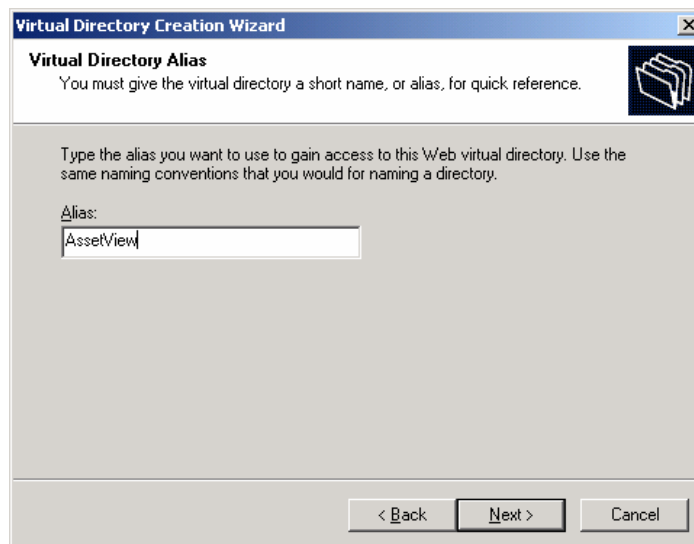 Virtual Directory Creation Wizard
Virtual Directory Alias
You must give the virtual directory a short name, or alias, for quick reference.
Type the alias you want to use to gain access to this Web virtual directory. Use the
same naming conventions that you would for naming a directory.
Alias:
AssetView
< Back Next > Cancel